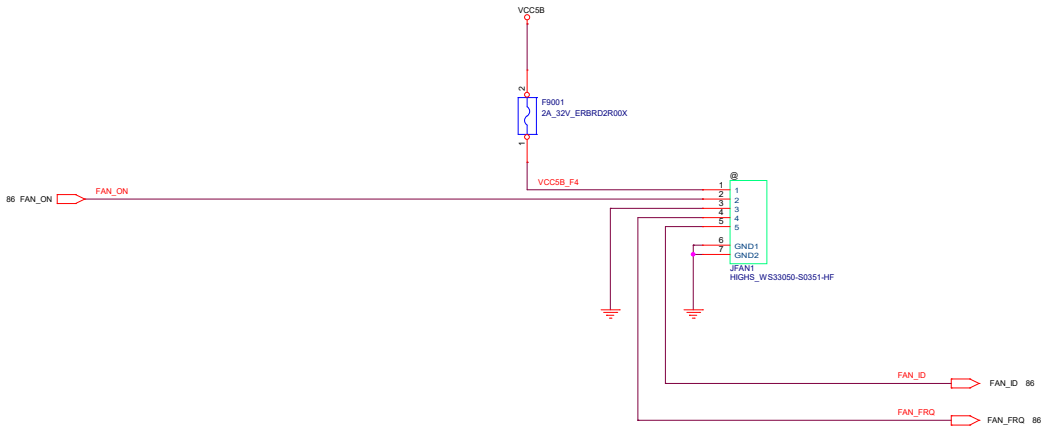 VCC5B
2
F9001
2A_32V_ERBRD2R00X
1
VCC5B_F4
@
86 FAN_ON
FAN_ON
1 1
2 2
3 3
4 4
5 5
6 GND1
7 GND2
JFAN1
HIGHS_WS33050-S0351-HF
FAN_ID
FAN_ID 86
FAN_FRQ
FAN_FRQ 86